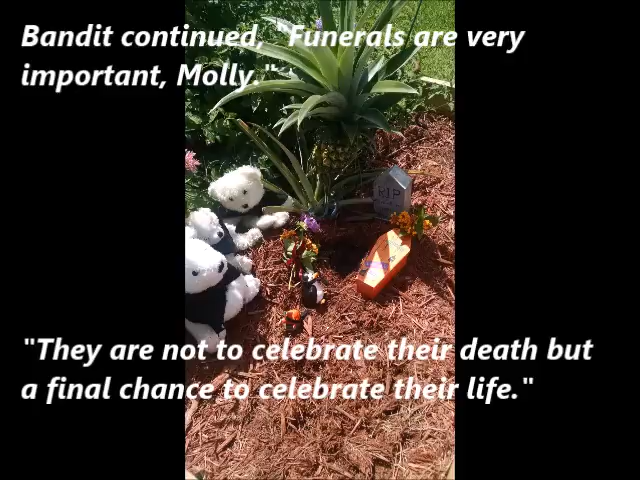 Bandit continued, "Funerals are very
important, Molly."
RIP
"They are not to celebrate their death but
a final chance to celebrate their life."